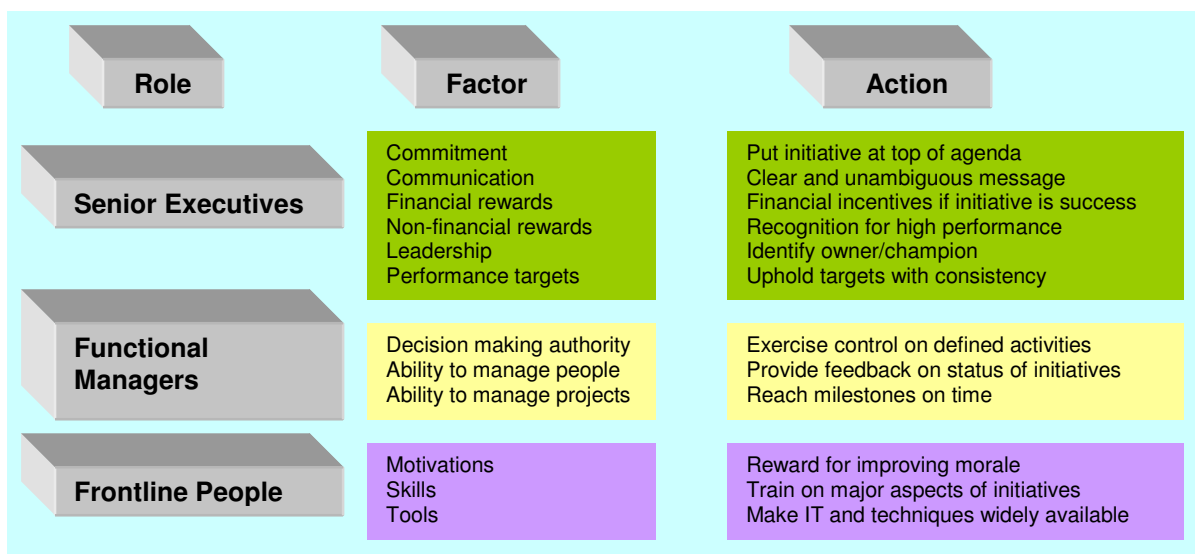 Role
Factor
Action
Senior Executives
Commitment
Communication
Financial rewards
Non-financial rewards
Leadership
Performance targets
Put initiative at top of agenda
Clear and unambiguous message
Financial incentives if initiative is success
Recognition for high performance
Identify owner/champion
Uphold targets with consistency
Functional
Managers
Decision making authority
Ability to manage people
Ability to manage projects
Exercise control on defined activities
Provide feedback on status of initiatives
Reach milestones on time
Frontline People
Motivations
Skills
Tools
Reward for improving morale
Train on major aspects of initiatives
Make IT and techniques widely available